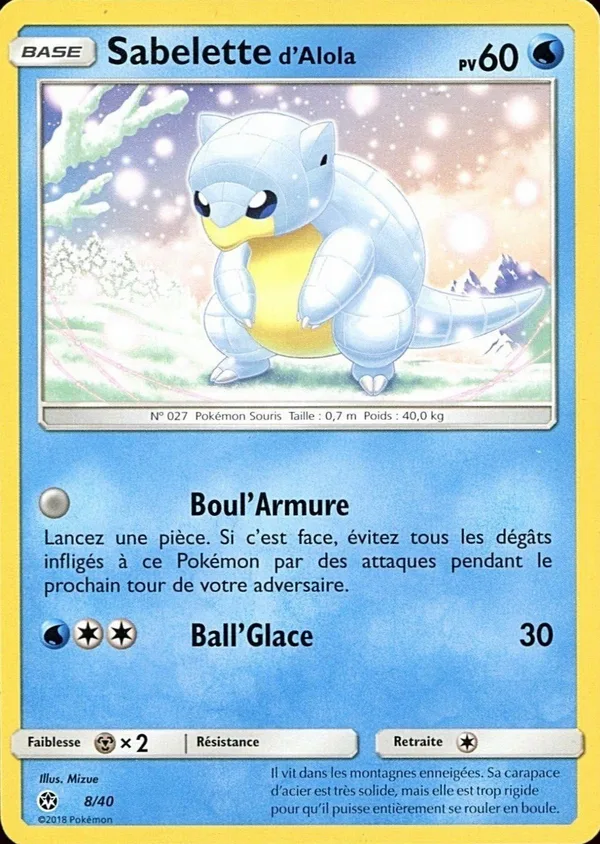 BASE Sabelette d'Alola PV60
N° 027 Pokémon Souris Taille : 0,7 m Poids : 40,0 kg
Boul'Armure
Lancez une pièce. Si c'est face, évitez tous les dégâts
infligés à ce Pokémon par des attaques pendant le
prochain tour de votre adversaire.
Ball'Glace 30
Faiblesse ×2 Résistance Retraite
Illus. Mizue
8/40
©2018 Pokémon
Il vit dans les montagnes enneigées. Sa carapace
d'acier est très solide, mais elle est trop rigide
pour qu'il puisse entièrement se rouler en boule.